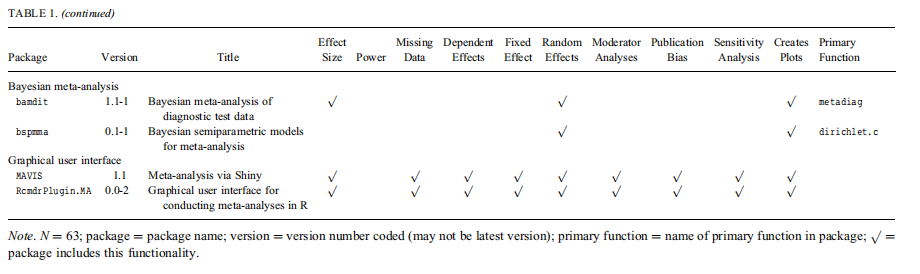 TABLE 1. (continued)
Effect Missing Dependent Fixed Random Moderator Publication Sensitivity Creates Primary
Package Version Title Size Power Data Effects Effect Effects Analyses Bias Analysis Plots Function
Bayesian meta-analysis
bamdit 1.1-1 Bayesian meta-analysis of √ √ √ metadiag
diagnostic test data
bspmma 0.1-1 Bayesian semiparametric models √ √ dirichlet.c
for meta-analysis
Graphical user interface
MAVIS 1.1 Meta-analysis via Shiny √ √ √ √ √ √ √ √ √
RcmdrPlugin.MA 0.0-2 Graphical user interface for √ √ √ √ √ √ √ √ √
conducting meta-analyses in R
Note. N = 63; package = package name; version = version number coded (may not be latest version); primary function = name of primary function in package; √ =
package includes this functionality.